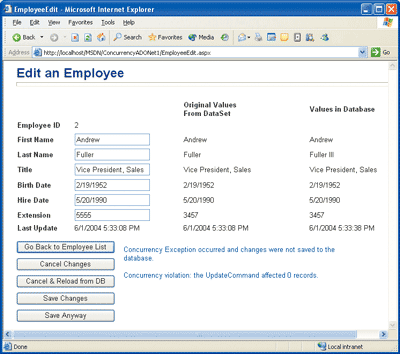 EmployeeEdit - Microsoft Internet Explorer
File Edit View Favorites Tools Help
Back Search Favorites Media
Address http://localhost/MSDN/ConcurrencyADONet1/EmployeeEdit.aspx Go
Edit an Employee
Original Values From DataSet Values in Database
Employee ID 2
First Name Andrew Andrew Andrew
Last Name Fuller Fuller Fuller III
Title Vice President, Sales Vice President, Sales Vice President, Sales
Birth Date 2/19/1952 2/19/1952 2/19/1952
Hire Date 5/20/1990 5/20/1990 5/20/1990
Extension 5555 3457 3457
Last Update 6/1/2004 5:33:08 PM 6/1/2004 5:33:08 PM 6/1/2004 5:33:38 PM
Go Back to Employee List
Concurrency Exception occurred and changes were not saved to the
database.
Cancel Changes
Concurrency violation: the UpdateCommand affected 0 records.
Cancel & Reload from DB
Save Changes
Save Anyway
Done Local intranet